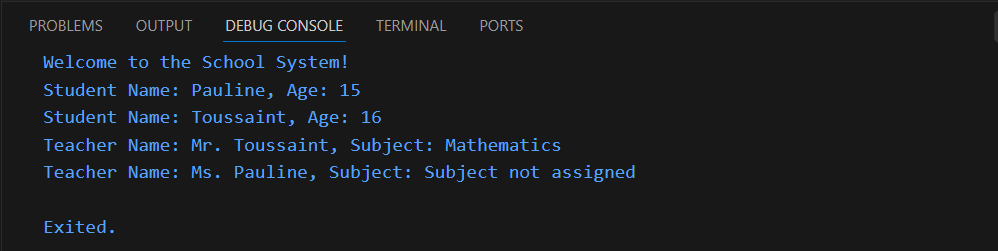 PROBLEMS OUTPUT DEBUG CONSOLE TERMINAL PORTS
Welcome to the School System!
Student Name: Pauline, Age: 15
Student Name: Toussaint, Age: 16
Teacher Name: Mr. Toussaint, Subject: Mathematics
Teacher Name: Ms. Pauline, Subject: Subject not assigned
Exited.